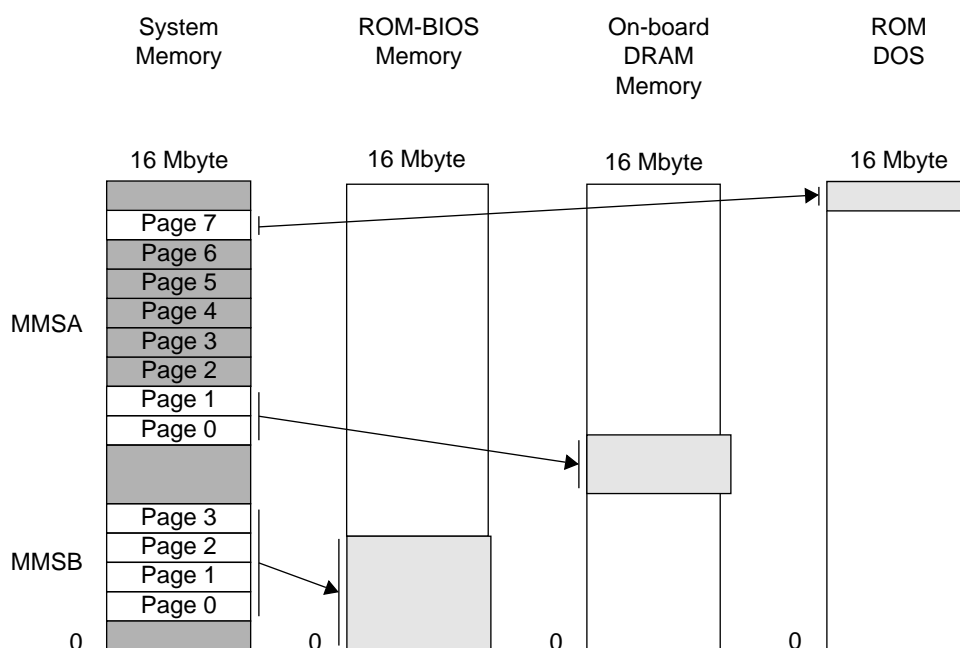 System
Memory
ROM-BIOS
Memory
On-board
DRAM
Memory
ROM
DOS
16 Mbyte
16 Mbyte
16 Mbyte
16 Mbyte
Page 7
Page 6
Page 5
Page 4
MMSA
Page 3
Page 2
Page 1
Page 0
Page 3
Page 2
MMSB
Page 1
Page 0
0
0
0
0